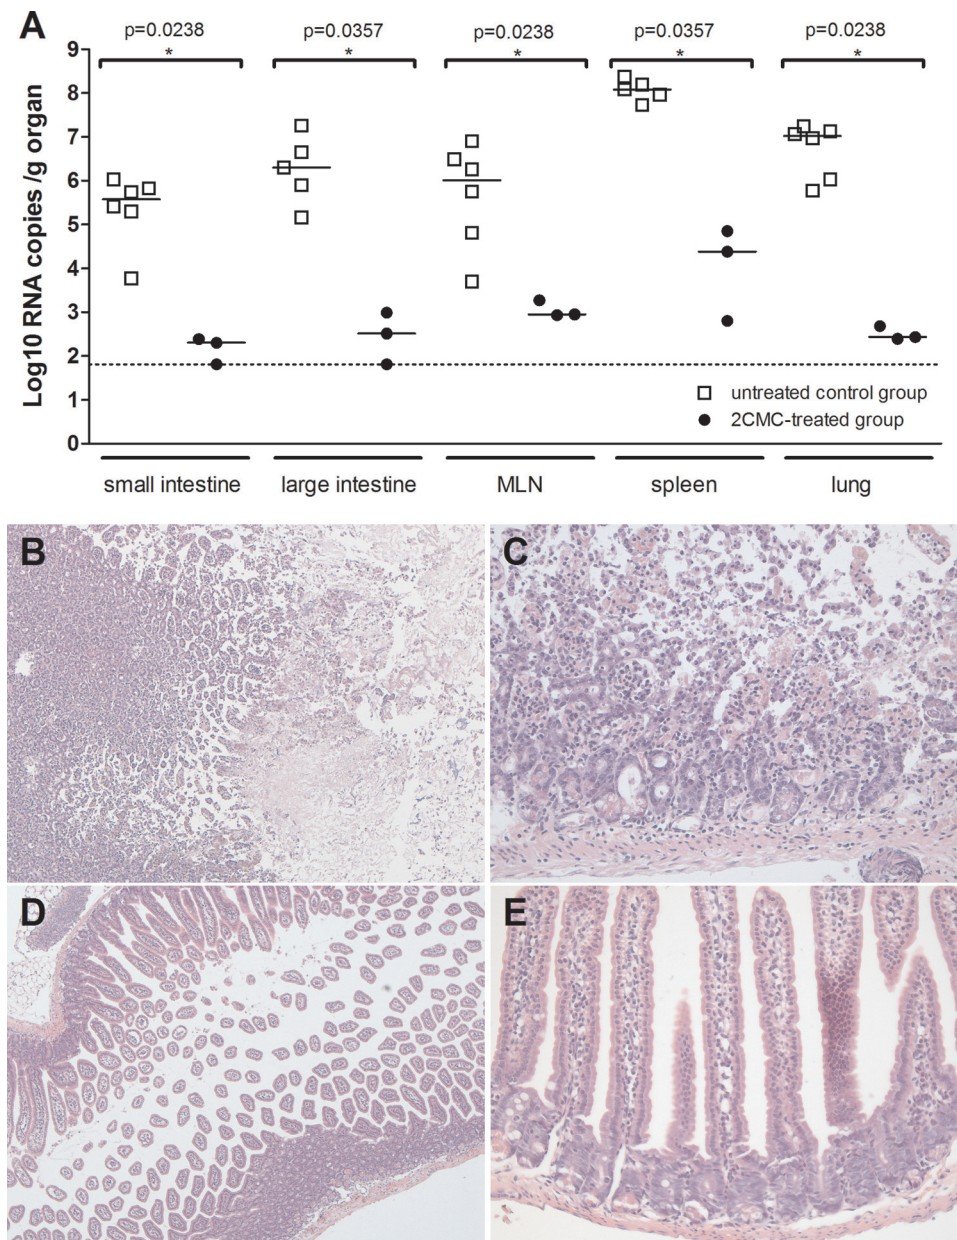 A
p=0.0238 p=0.0357 p=0.0238 p=0.0357 p=0.0238
* * * * *
Log10 RNA copies /g organ
9
8
7
6
5
4
3
2
1
0
untreated control group
2CMC-treated group
small intestine large intestine MLN spleen lung
B
C
D
E